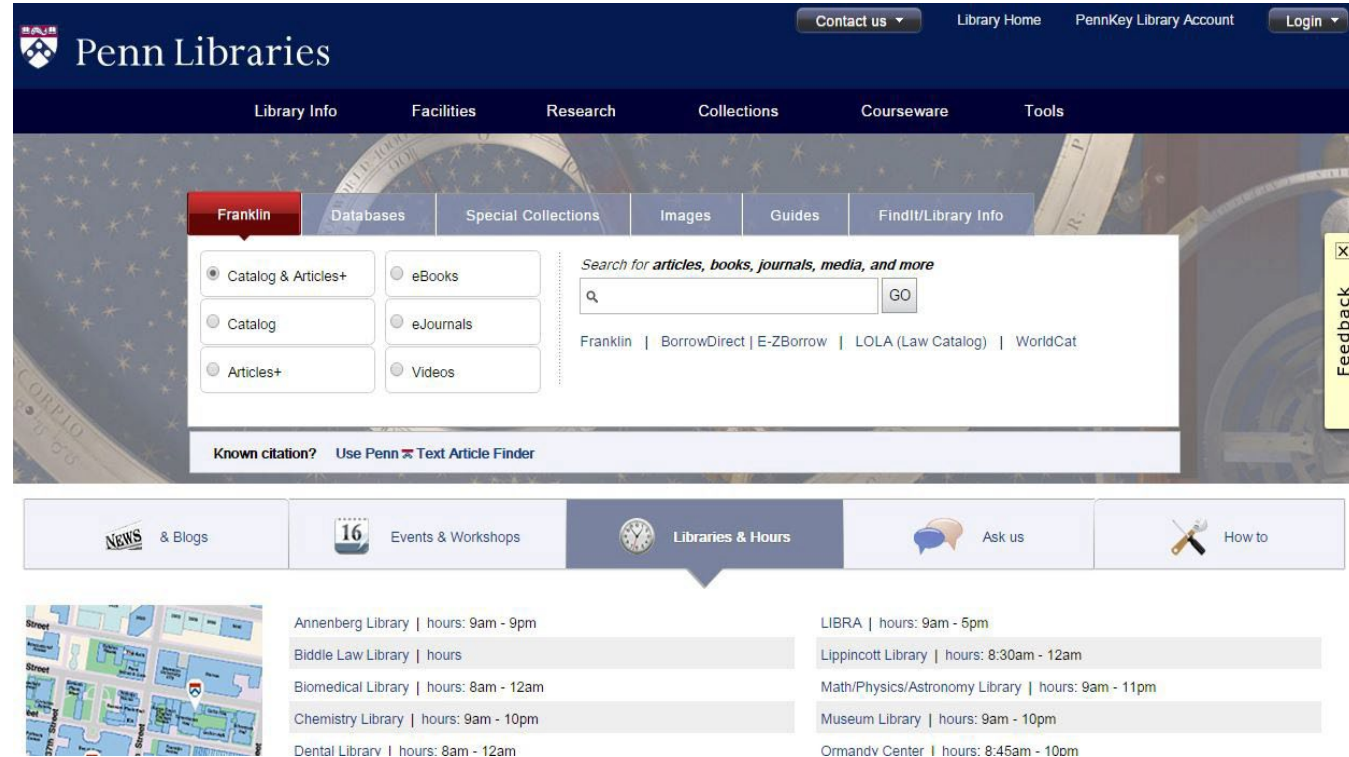 Contact us
Library Home
PennKey Library Account
Login
Penn Libraries
Library Info
Facilities
Research
Collections
Courseware
Tools
Franklin
Databases
Special Collections
Images
Guides
FindIt/Library Info
Catalog & Articles+
eBooks
Catalog
eJournals
Articles+
Videos
Search for articles, books, journals, media, and more
GO
Franklin | BorrowDirect | E-ZBorrow | LOLA (Law Catalog) | WorldCat
X
Feedback
SCORPIO
Known citation? Use Penn Text Article Finder
NEWS & Blogs
16 Events & Workshops
Libraries & Hours
Ask us
How to
Street
Street
37th Street
Street
Annenberg Library | hours: 9am - 9pm
Biddle Law Library | hours
Biomedical Library | hours: 8am - 12am
Chemistry Library | hours: 9am - 10pm
Dental Library | hours: 8am - 12am
LIBRA | hours: 9am - 5pm
Lippincott Library | hours: 8:30am - 12am
Math/Physics/Astronomy Library | hours: 9am - 11pm
Museum Library | hours: 9am - 10pm
Ormandy Center | hours: 8:45am - 10pm